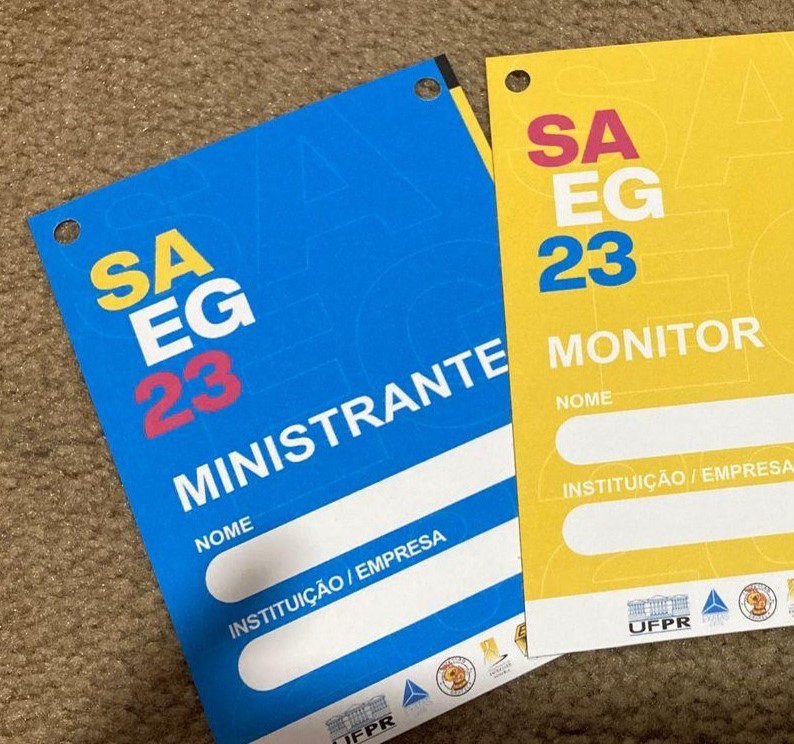 SA
EG
23
MINISTRANTE
NOME
INSTITUIÇÃO / EMPRESA
UFPR
SA
EG
23
MONITOR
NOME
INSTITUIÇÃO / EMPRESA
UFPR